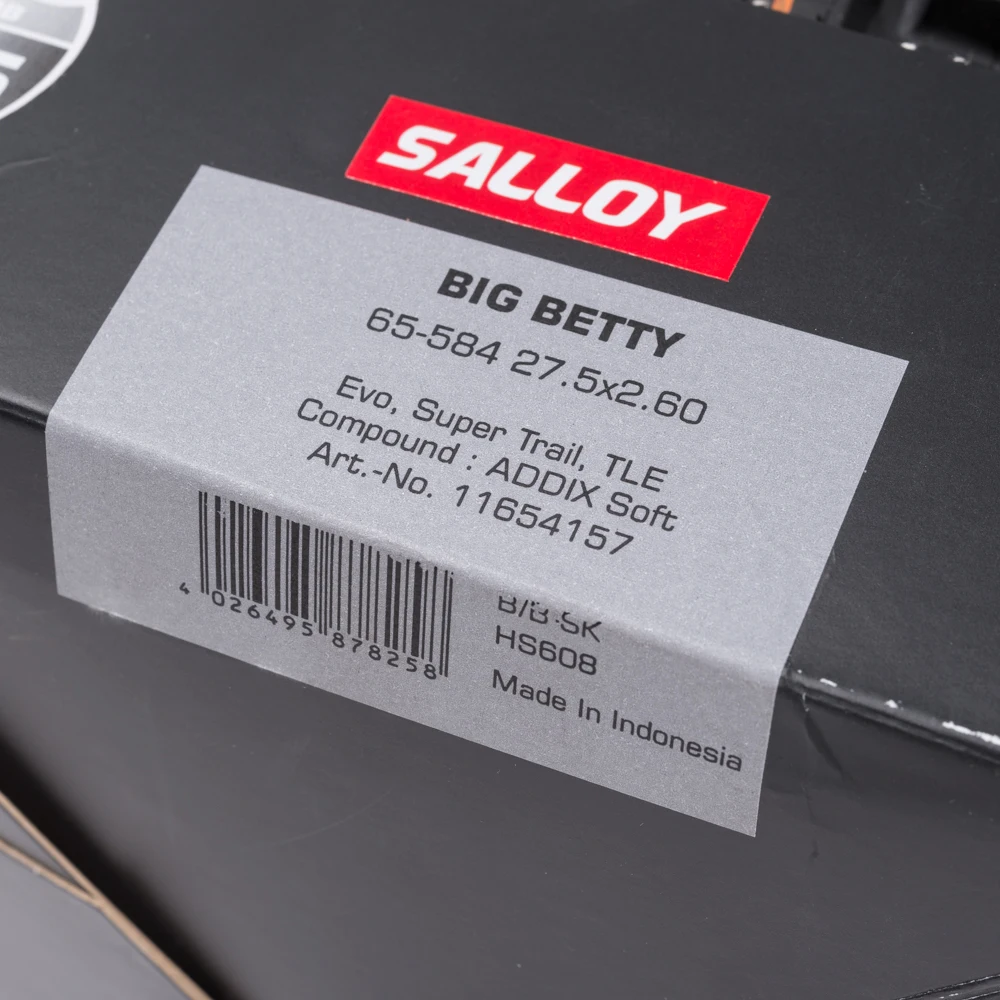 SALLOY
BIG BETTY
65-584 27.5x2.60
Evo, Super Trail, TLE
Compound : ADDIX Soft
Art.-No. 11654157
B/B-SK
HS608
Made In Indonesia
4 026495 878258